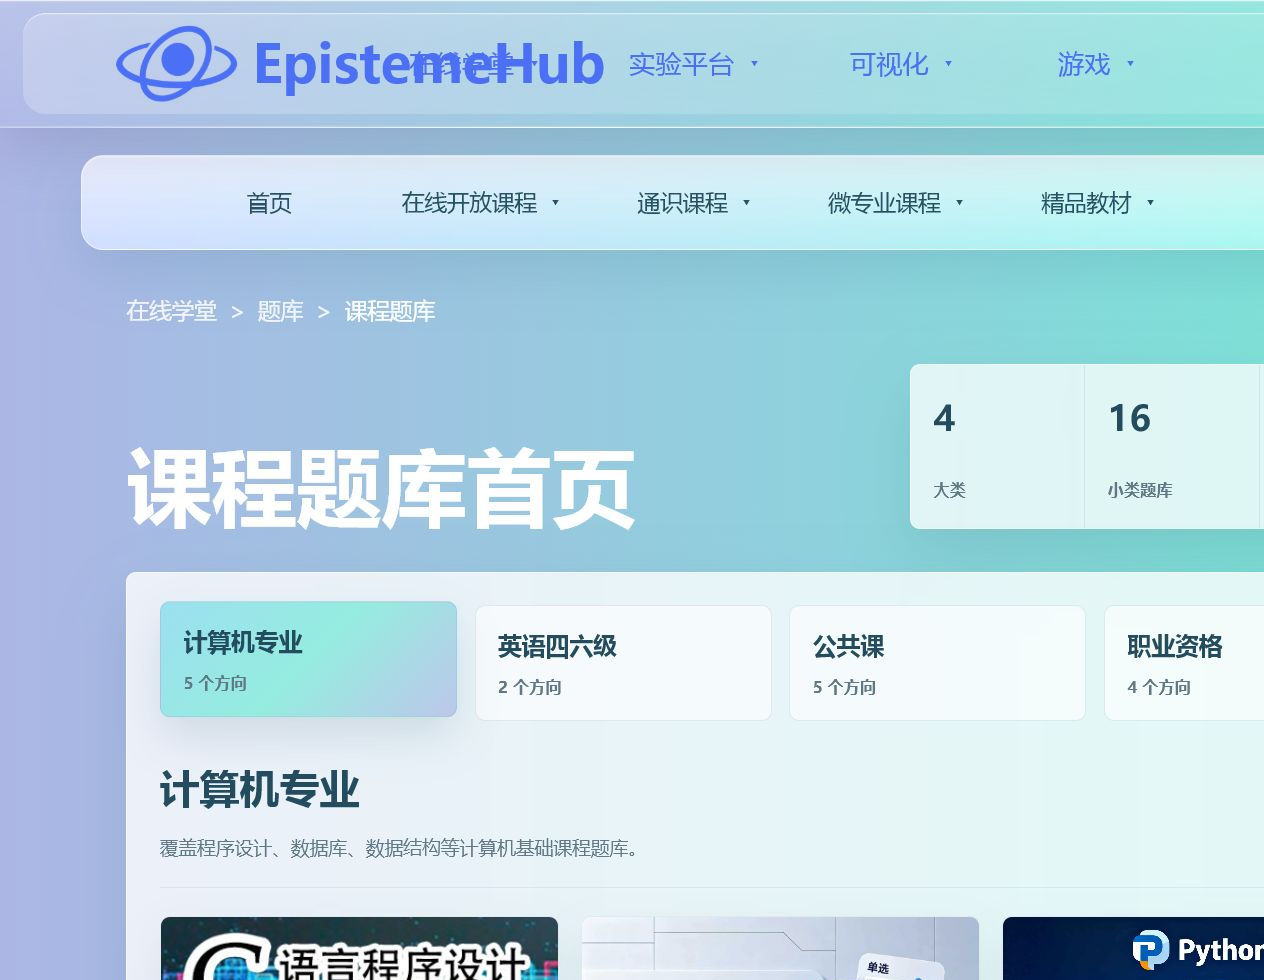 EpistemeHub 在线学堂 实验平台 可视化 游戏
首页 在线开放课程 通识课程 微专业课程 精品教材
在线学堂 > 题库 > 课程题库
4 16
大类 小类题库
课程题库首页
计算机专业 英语四六级 公共课 职业资格
5 个方向 2 个方向 5 个方向 4 个方向
计算机专业
覆盖程序设计、数据库、数据结构等计算机基础课程题库。
C 语言程序设计 单选 Python